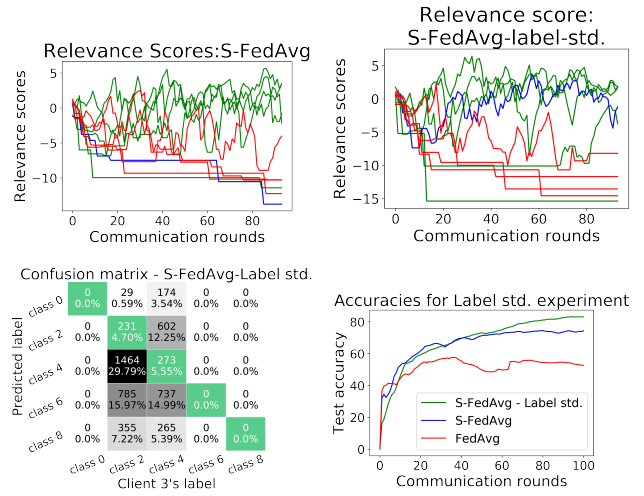 Relevance Scores:S-FedAvg
Relevance scores
5
0
−5
−10
0 20 40 60 80
Communication rounds
Relevance score:
S-FedAvg-label-std.
Relevance scores
5
0
−5
−10
−15
0 20 40 60 80
Communication rounds
Confusion matrix - S-FedAvg-Label std.
Predicted label
class 0
0 29 174 0 0
0.0% 0.59% 3.54% 0.0% 0.0%
class 2
0 231 602 0 0
0.0% 4.70% 12.25% 0.0% 0.0%
class 4
0 1464 273 0 0
0.0% 29.79% 5.55% 0.0% 0.0%
class 6
0 785 737 0 0
0.0% 15.97% 14.99% 0.0% 0.0%
class 8
0 355 265 0 0
0.0% 7.22% 5.39% 0.0% 0.0%
class 0 class 2 class 4 class 6 class 8
Client 3's label
Accuracies for Label std. experiment
Test accuracy
80
60
40
20
0
S-FedAvg - Label std.
S-FedAvg
FedAvg
0 20 40 60 80 100
Communication rounds